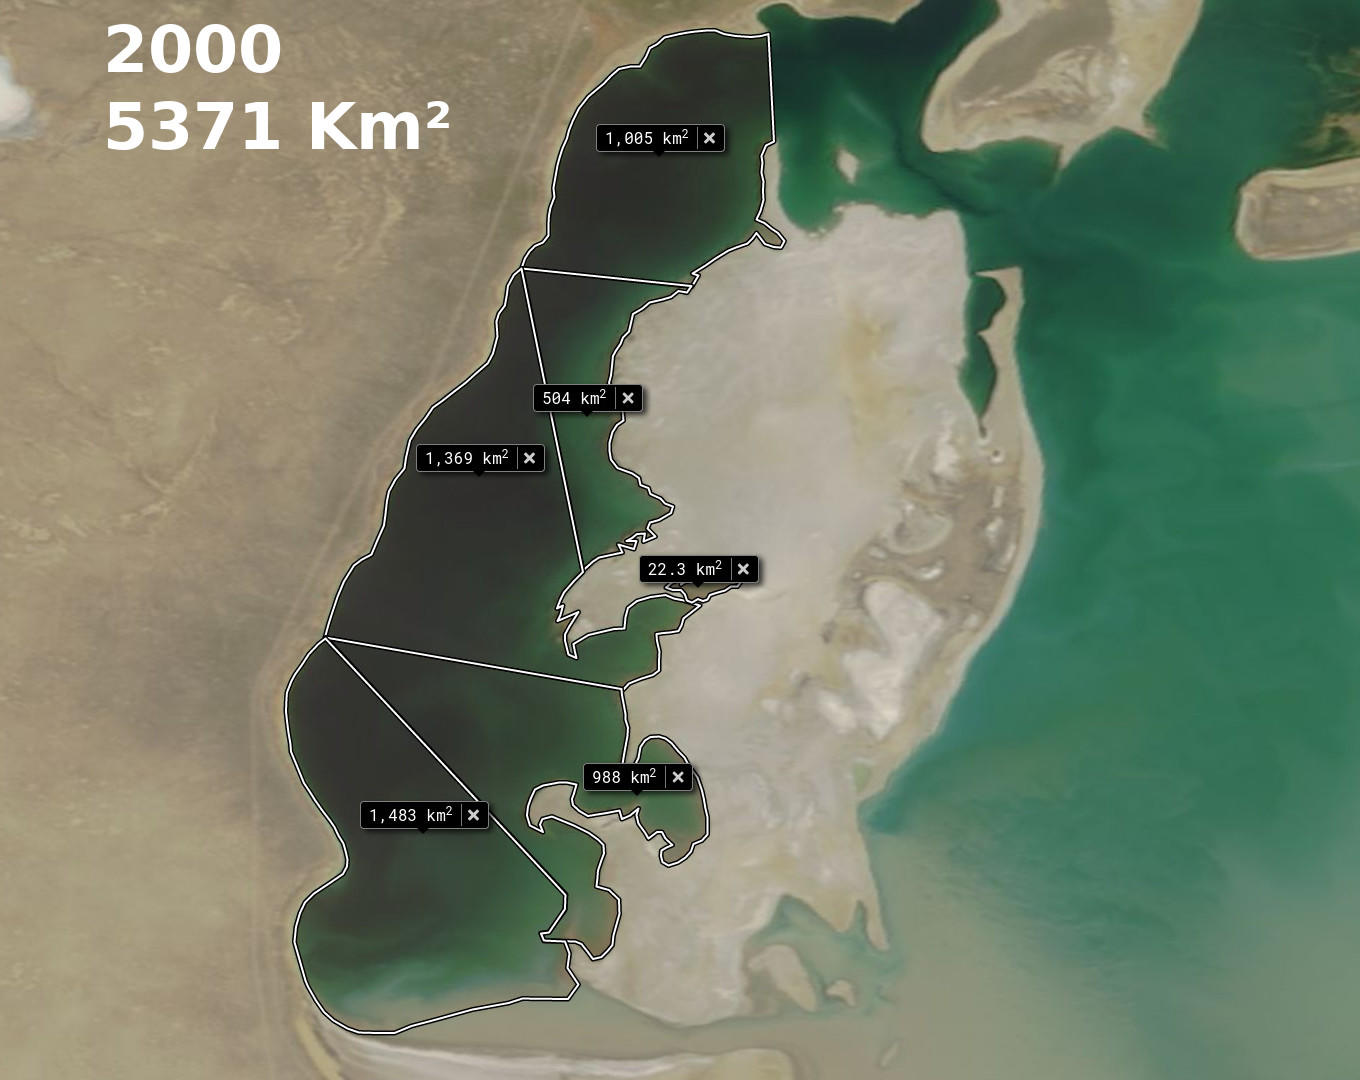 2000
5371 Km²
1,005 km² ×
504 km² ×
1,369 km² ×
22.3 km² ×
988 km² ×
1,483 km² ×